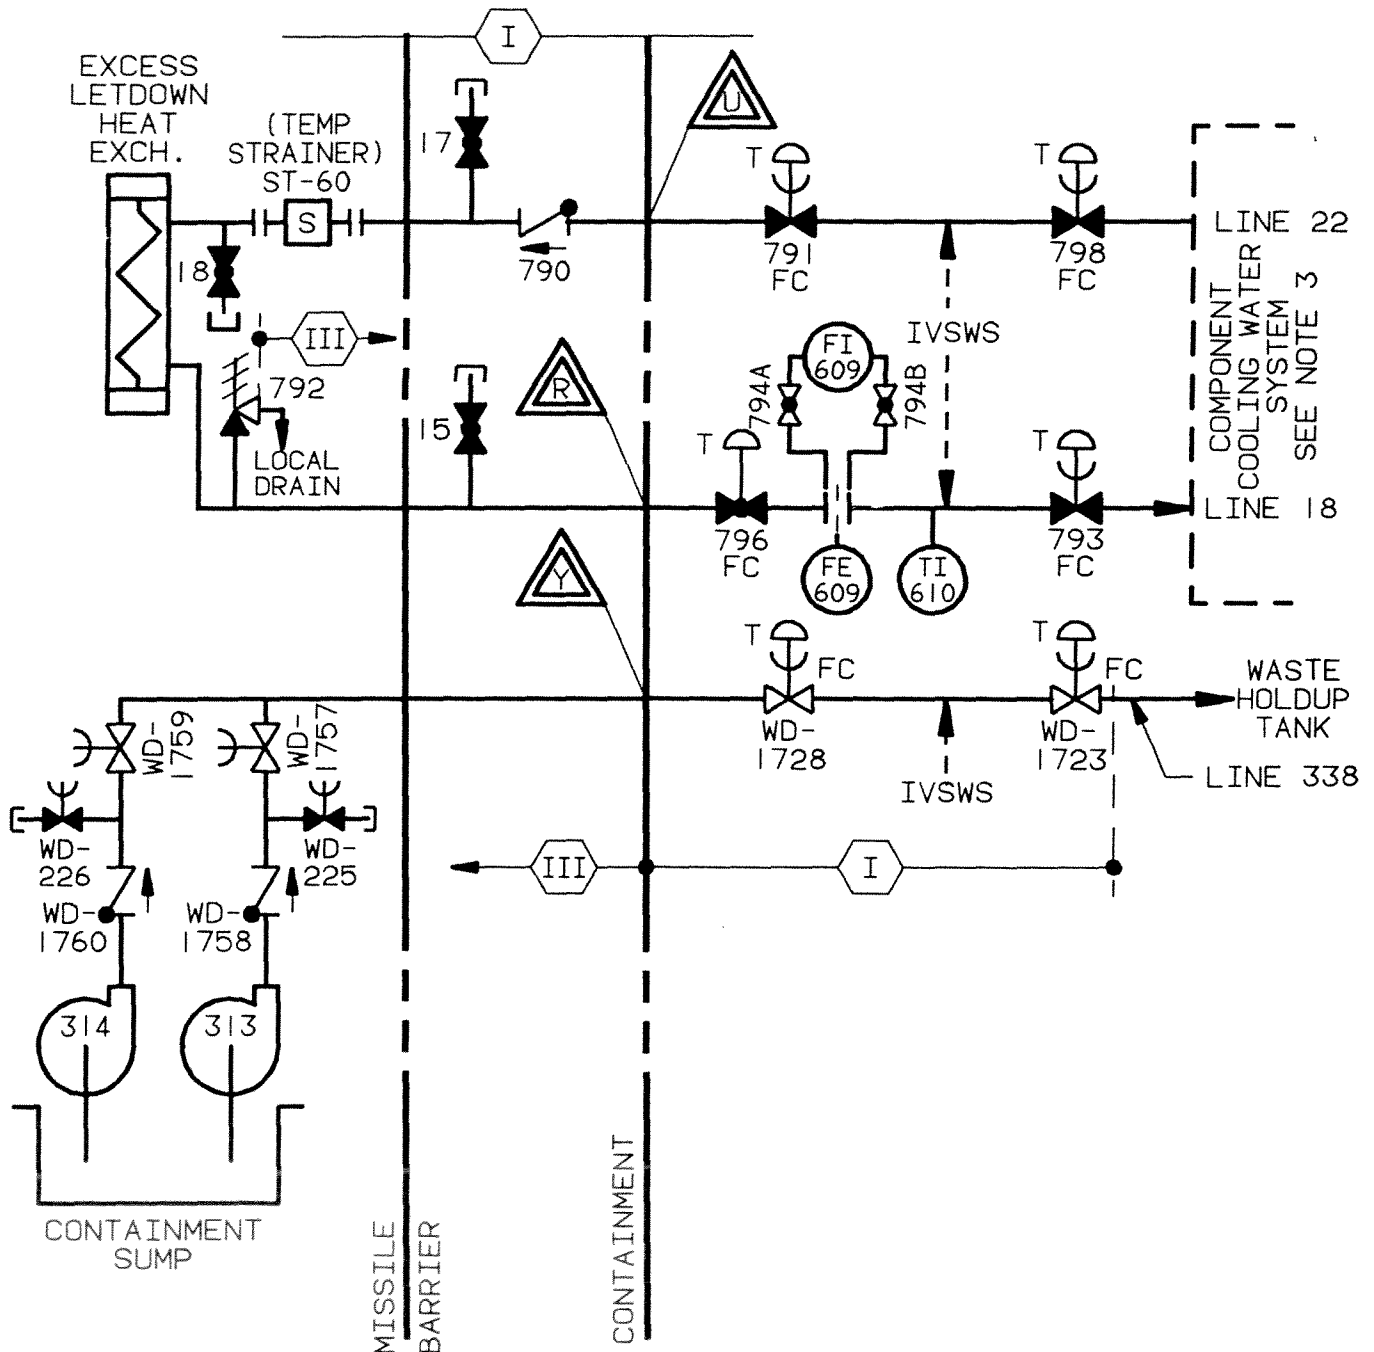 I
EXCESS
LETDOWN
HEAT
EXCH.
(TEMP
STRAINER)
ST-60
S
17
18
790
U
T
791
FC
T
798
FC
LINE 22
COMPONENT
COOLING WATER
SYSTEM
SEE NOTE 3
III
792
LOCAL
DRAIN
15
R
IVSWS
FI
609
794A
794B
T
796
FC
FE
609
TI
610
T
793
FC
LINE 18
Y
T
FC
WD-
1728
T
FC
WD-
1723
WASTE
HOLDUP
TANK
IVSWS
LINE 338
WD-
1759
WD-
1757
WD-
226
WD-
225
WD-
1760
WD-
1758
III
I
314
313
CONTAINMENT
SUMP
MISSILE
BARRIER
CONTAINMENT